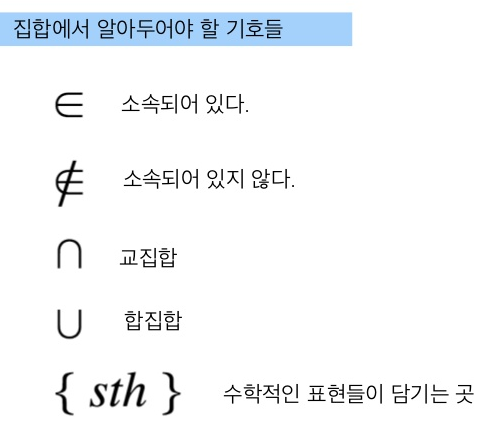 집합에서 알아두어야 할 기호들
∈ 소속되어 있다.
∉ 소속되어 있지 않다.
∩ 교집합
∪ 합집합
{ sth } 수학적인 표현들이 담기는 곳